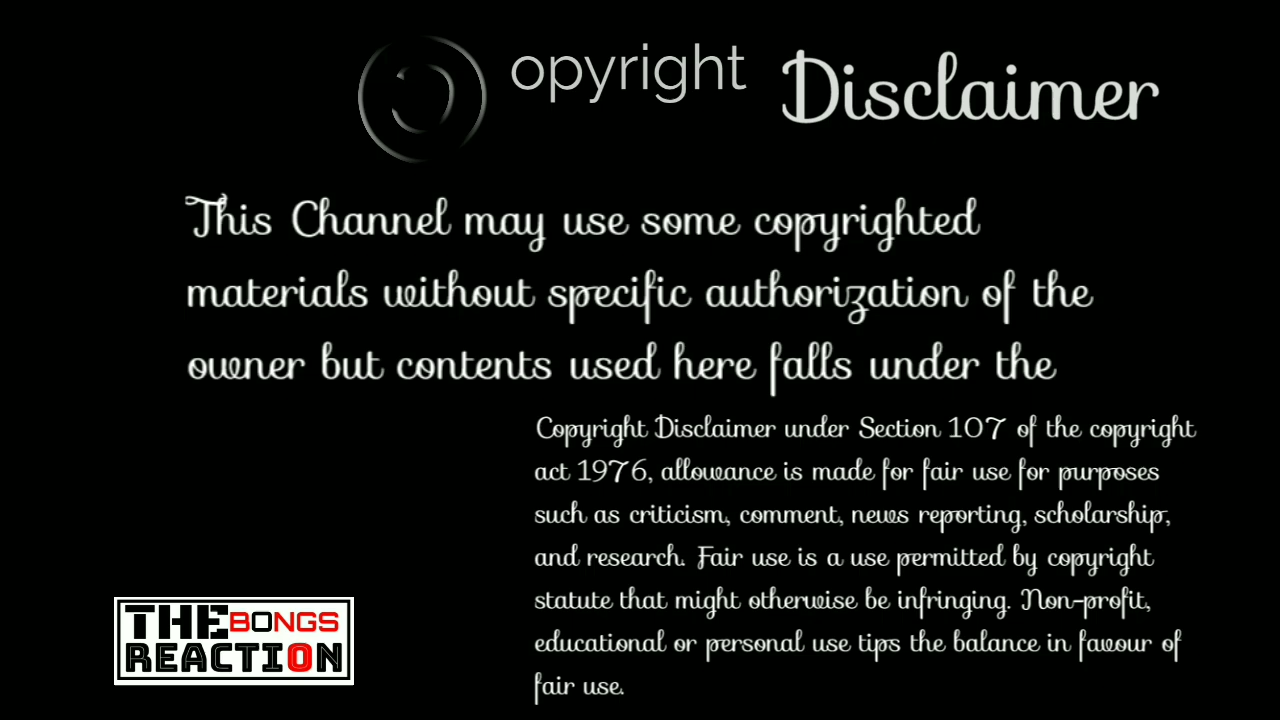 Copyright Disclaimer
This Channel may use some copyrighted
materials without specific authorization of the
owner but contents used here falls under the
Copyright Disclaimer under Section 107 of the copyright
act 1976, allowance is made for fair use for purposes
such as criticism, comment, news reporting, scholarship,
and research. Fair use is a use permitted by copyright
statute that might otherwise be infringing. Non-profit,
educational or personal use tips the balance in favour of
fair use.
THE BONGS
REACTION